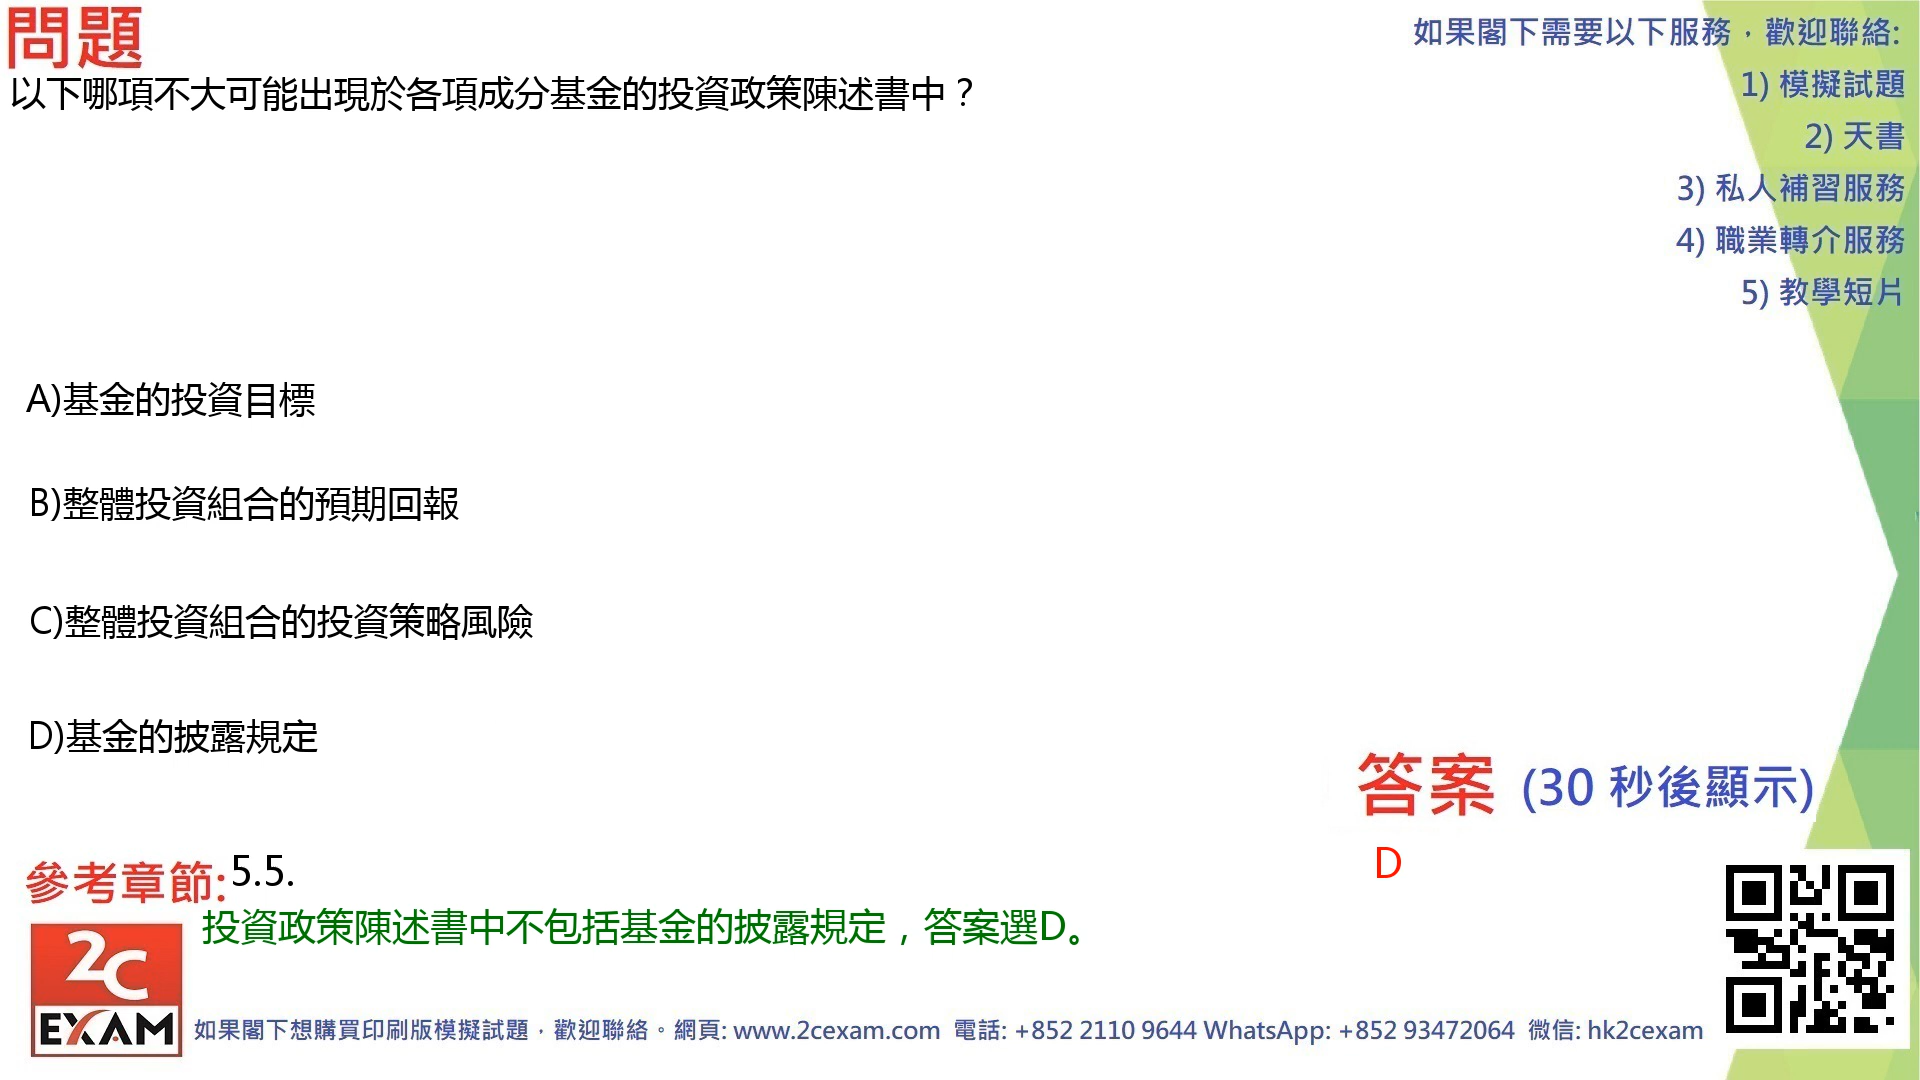 問題
以下哪項不大可能出現於各項成分基金的投資政策陳述書中？
如果閣下需要以下服務，歡迎聯絡:
1) 模擬試題
2) 天書
3) 私人補習服務
4) 職業轉介服務
5) 教學短片
A)基金的投資目標
B)整體投資組合的預期回報
C)整體投資組合的投資策略風險
D)基金的披露規定
答案 (30 秒後顯示)
D
參考章節:5.5.
投資政策陳述書中不包括基金的披露規定，答案選D。
2C
EXAM
如果閣下想購買印刷版模擬試題，歡迎聯絡。網頁: www.2cexam.com 電話: +852 2110 9644 WhatsApp: +852 93472064 微信: hk2cexam